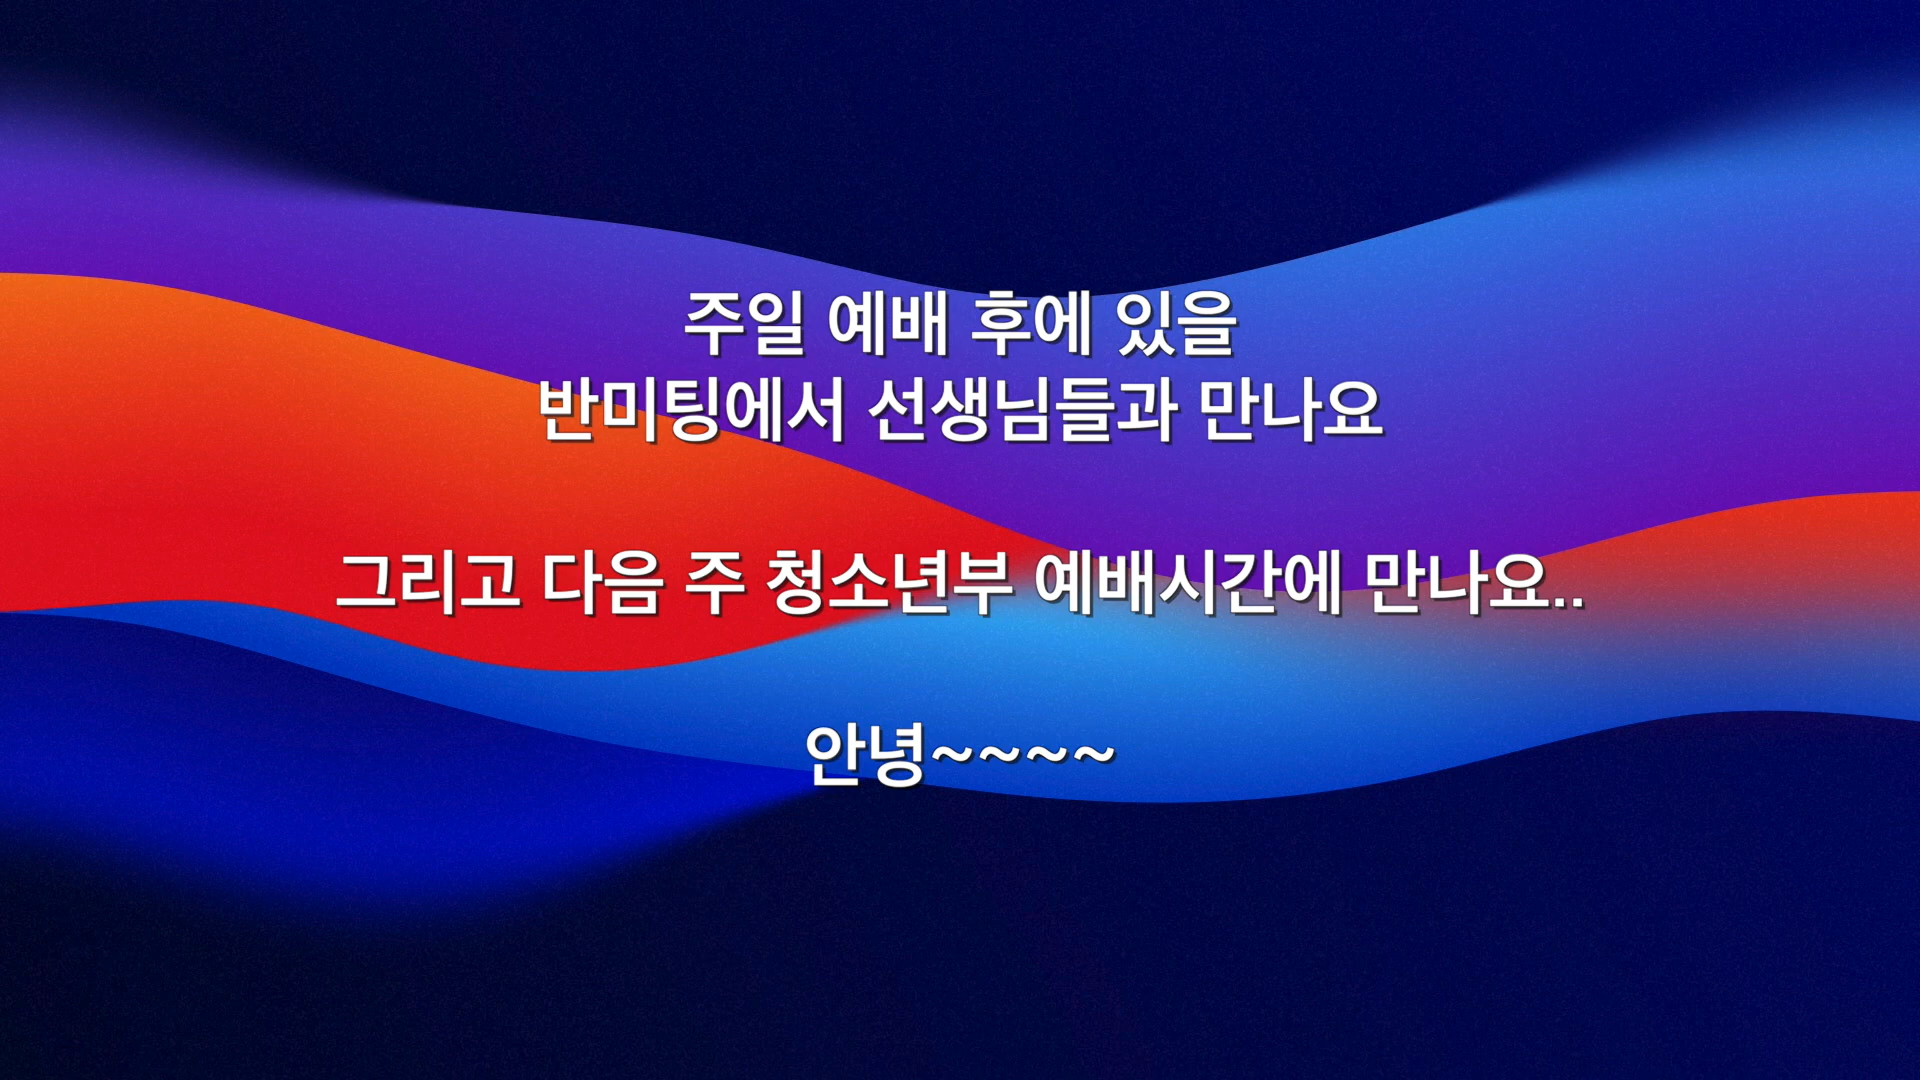 주일 예배 후에 있을
반미팅에서 선생님들과 만나요
그리고 다음 주 청소년부 예배시간에 만나요..
안녕~~~~